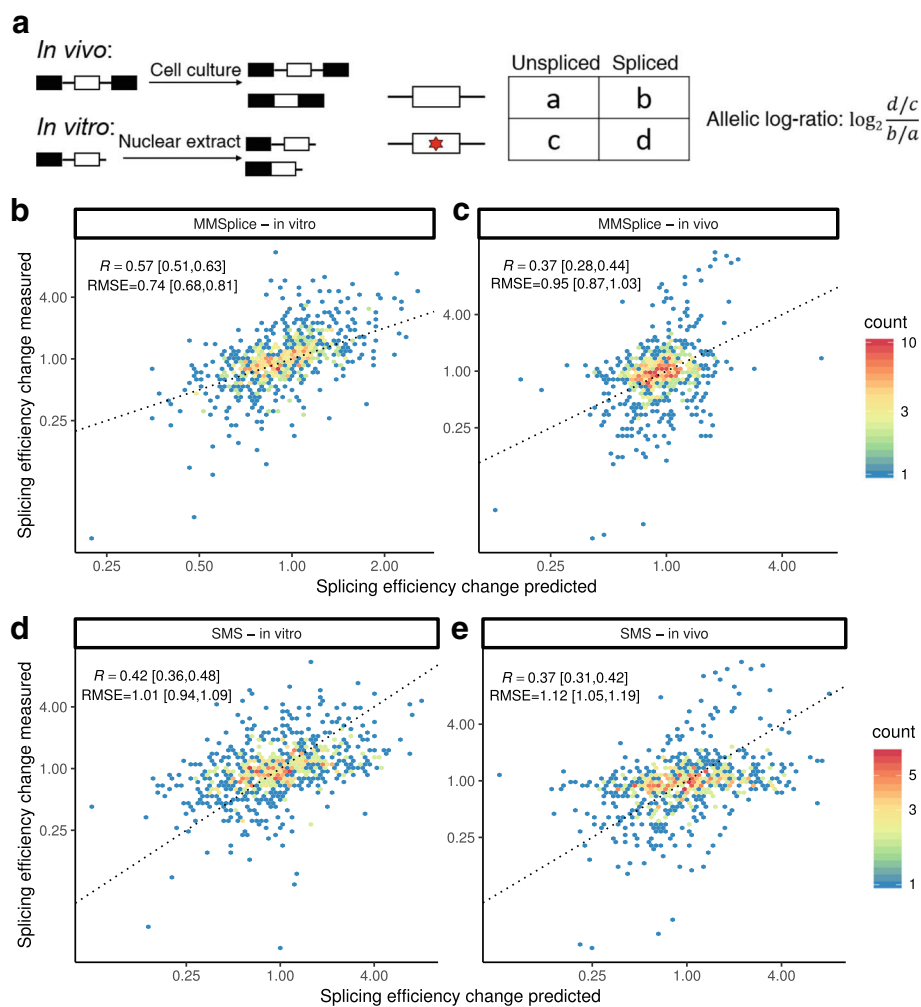 a
In vivo:
Cell culture
In vitro:
Nuclear extract
Unspliced Spliced
a b
c d
Allelic log-ratio: log₂ (d/c)/(b/a)
b
MMSplice – in vitro
R = 0.57 [0.51,0.63]
RMSE=0.74 [0.68,0.81]
4.00
1.00
0.25
0.25 0.50 1.00 2.00
Splicing efficiency change measured
c
MMSplice – in vivo
R = 0.37 [0.28,0.44]
RMSE=0.95 [0.87,1.03]
4.00
1.00
0.25
0.25 1.00 4.00
Splicing efficiency change predicted
count
10
3
1
d
SMS – in vitro
R = 0.42 [0.36,0.48]
RMSE=1.01 [0.94,1.09]
4.00
1.00
0.25
0.25 1.00 4.00
Splicing efficiency change measured
e
SMS – in vivo
R = 0.37 [0.31,0.42]
RMSE=1.12 [1.05,1.19]
4.00
1.00
0.25
0.25 1.00 4.00
Splicing efficiency change predicted
count
5
3
1